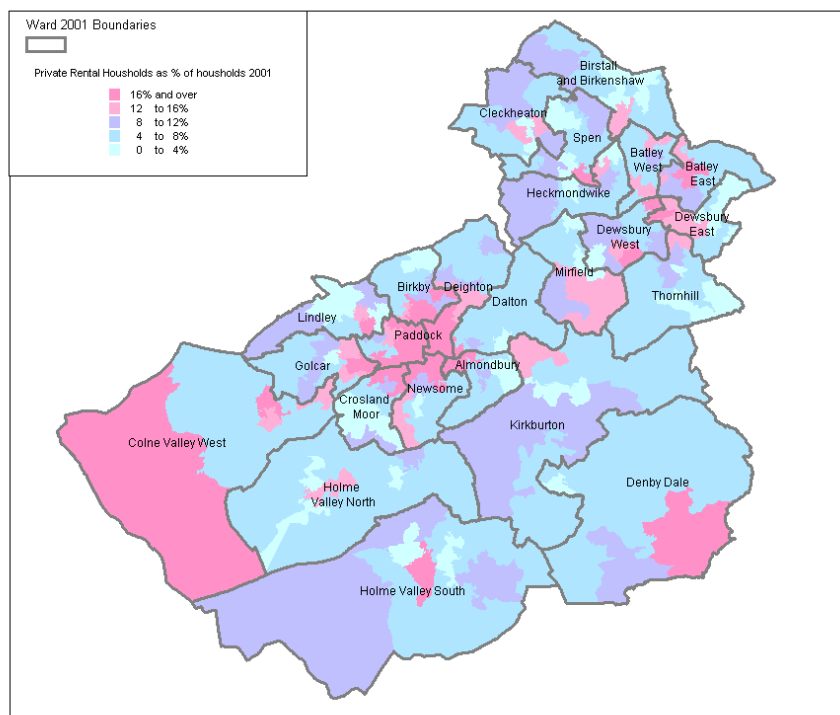 Ward 2001 Boundaries
Private Rental Housholds as % of housholds 2001
16% and over
12 to 16%
8 to 12%
4 to 8%
0 to 4%
Birstall
and Birkenshaw
Cleckheaton
Spen
Batley
West
Batley
East
Heckmondwike
Dewsbury
West
Dewsbury
East
Mirfield
Thornhill
Birkby
Deighton
Dalton
Lindley
Paddock
Golcar
Almondbury
Newsome
Crosland
Moor
Kirkburton
Colne Valley West
Holme
Valley North
Denby Dale
Holme Valley South